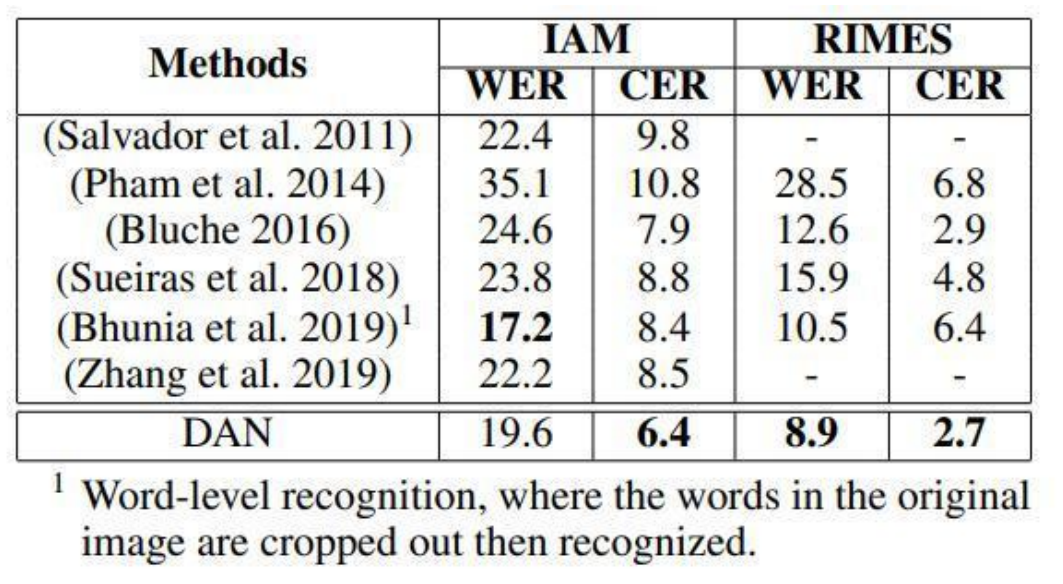 Methods IAM RIMES
WER CER WER CER
(Salvador et al. 2011) 22.4 9.8 - -
(Pham et al. 2014) 35.1 10.8 28.5 6.8
(Bluche 2016) 24.6 7.9 12.6 2.9
(Sueiras et al. 2018) 23.8 8.8 15.9 4.8
(Bhunia et al. 2019)¹ 17.2 8.4 10.5 6.4
(Zhang et al. 2019) 22.2 8.5 - -
DAN 19.6 6.4 8.9 2.7
¹ Word-level recognition, where the words in the original
image are cropped out then recognized.